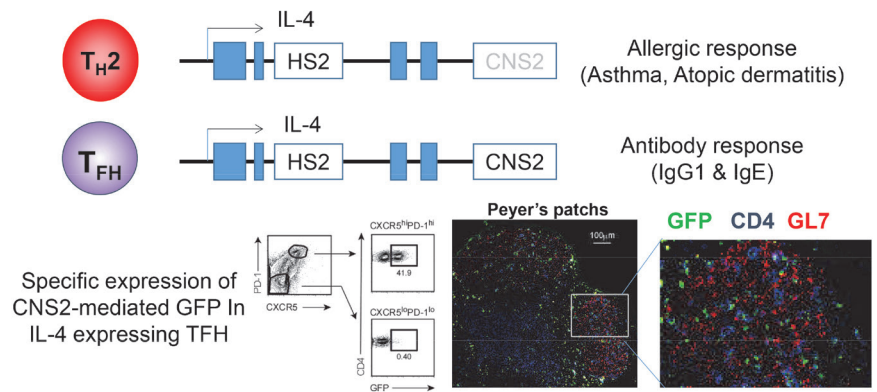 IL-4
TH2
HS2
CNS2
Allergic response
(Asthma, Atopic dermatitis)
IL-4
TFH
HS2
CNS2
Antibody response
(IgG1 & IgE)
Specific expression of
CNS2-mediated GFP In
IL-4 expressing TFH
PD-1
CXCR5
CXCR5hiPD-1hi
41.9
CXCR5loPD-1lo
0.40
CD4
GFP
Peyer's patchs
100μm
GFP CD4 GL7